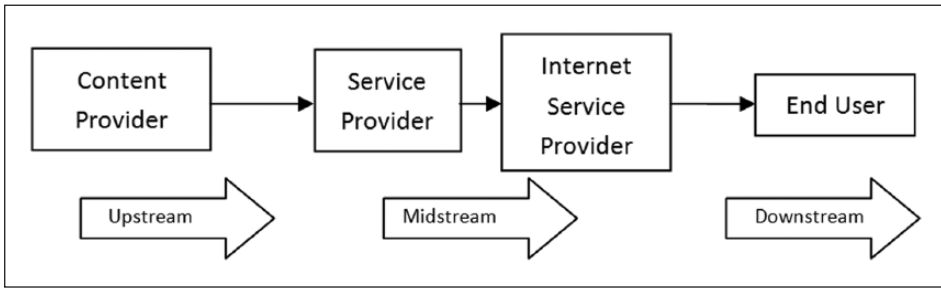 Content
Provider
Service
Provider
Internet
Service
Provider
End User
Upstream
Midstream
Downstream